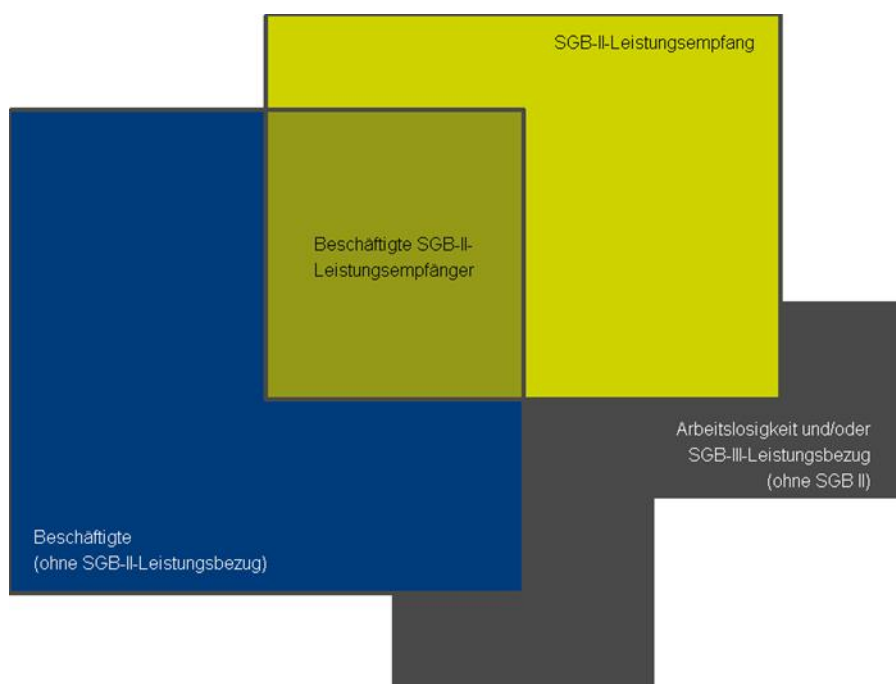 SGB-II-Leistungsempfang
Beschäftigte SGB-II-
Leistungsempfänger
Arbeitslosigkeit und/oder
SGB-III-Leistungsbezug
(ohne SGB II)
Beschäftigte
(ohne SGB-II-Leistungsbezug)